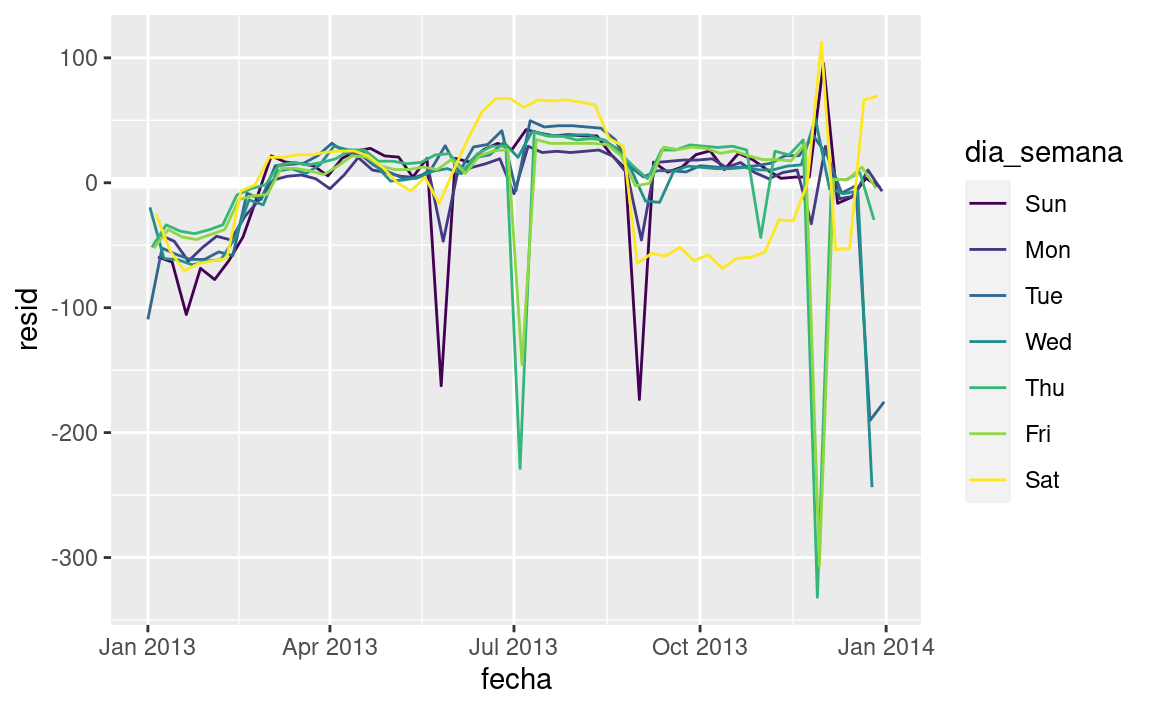 100
0
-100
-200
-300
resid
Jan 2013
Apr 2013
Jul 2013
Oct 2013
Jan 2014
fecha
dia_semana
Sun
Mon
Tue
Wed
Thu
Fri
Sat